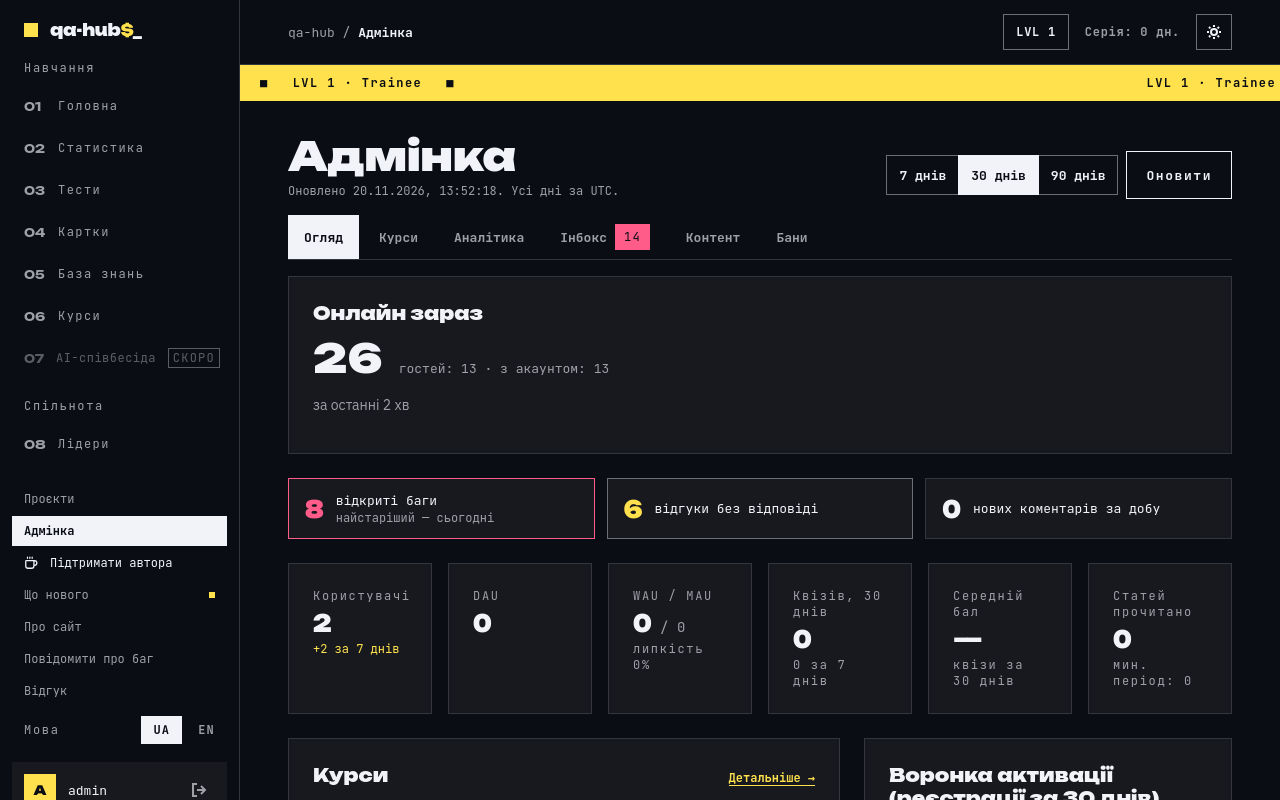 qa-hub$_
Навчання
01 Головна
02 Статистика
03 Тести
04 Картки
05 База знань
06 Курси
07 AI-співбесіда СКОРО
Спільнота
08 Лідери
Проєкти
Адмінка
Підтримати автора
Що нового
Про сайт
Повідомити про баг
Відгук
Мова UA EN
A admin
qa-hub / Адмінка
LVL 1 Серія: 0 дн.
LVL 1 · Trainee
LVL 1 · Trainee
Адмінка
Оновлено 20.11.2026, 13:52:18. Усі дні за UTC.
7 днів 30 днів 90 днів Оновити
Огляд Курси Аналітика Інбокс 14 Контент Бани
Онлайн зараз
26 гостей: 13 · з акаунтом: 13
за останні 2 хв
8 відкриті баги
найстаріший — сьогодні
6 відгуки без відповіді
0 нових коментарів за добу
Користувачі
2
+2 за 7 днів
DAU
0
WAU / MAU
0 / 0
липкість
0%
Квізів, 30
днів
0
0 за 7
днів
Середній
бал
—
квізи за
30 днів
Статей
прочитано
0
мин.
період: 0
Курси Детальніше →
Воронка активації
(реєстрації за 30 днів)